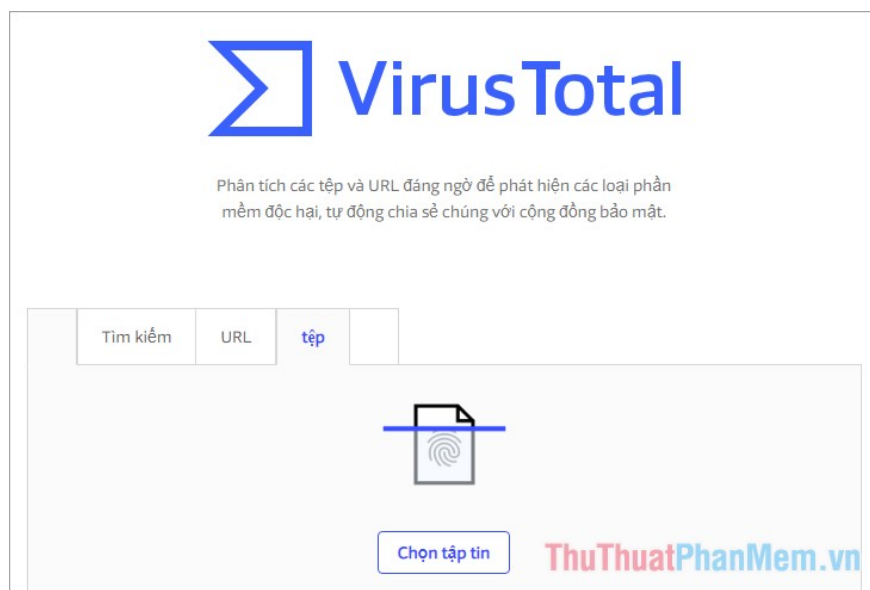 VirusTotal
Phân tích các tệp và URL đáng ngờ để phát hiện các loại phần
mềm độc hại, tự động chia sẻ chúng với cộng đồng bảo mật.
Tìm kiếm URL tệp
Chọn tập tin
ThuThuatPhanMem.vn